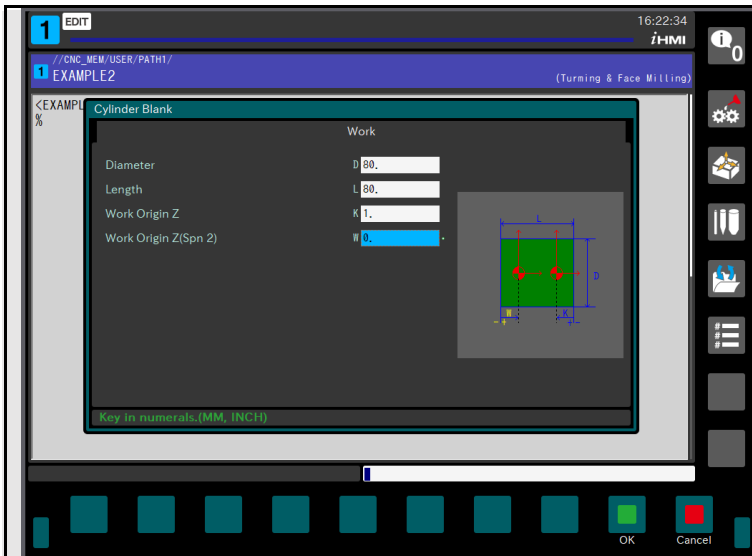 1 EDIT 16:22:34
iHMI
0
//CNC_MEM/USER/PATH1/
1 EXAMPLE2 (Turming & Face Milling)
<EXAMPL
%
Cylinder Blank
Work
Diameter D 80.
Length L 80.
Work Origin Z K 1.
Work Origin Z(Spn 2) W 0.
L
D
W K
- + + -
Key in numerals.(MM, INCH)
#
#
#
OK Cancel